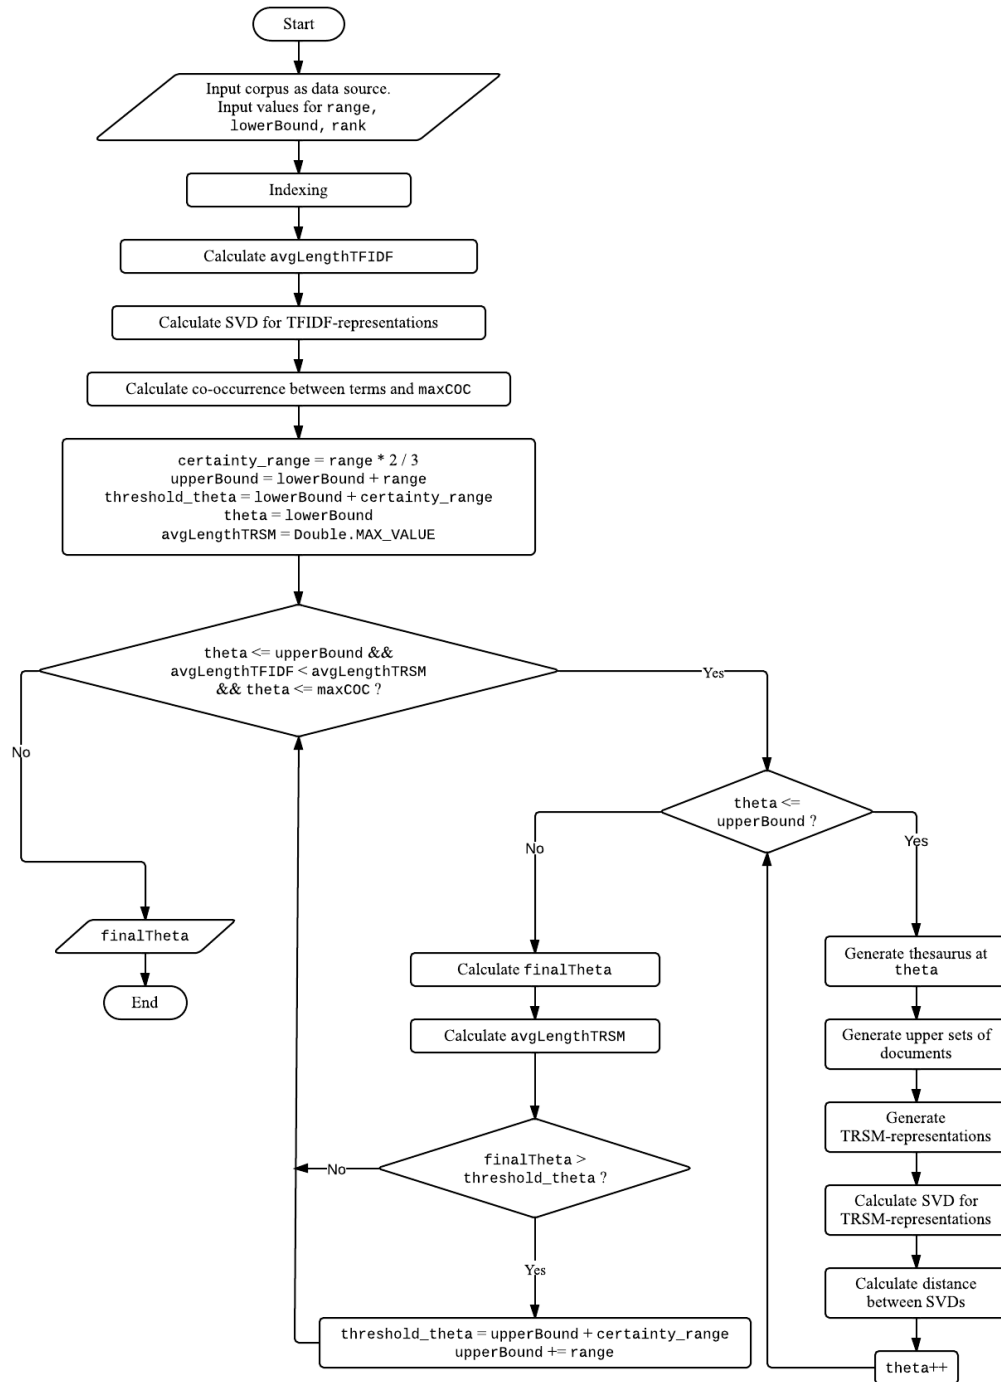 Start
Input corpus as data source.
Input values for range,
lowerBound, rank
Indexing
Calculate avgLengthTFIDF
Calculate SVD for TFIDF-representations
Calculate co-occurrence between terms and maxCOC
certainty_range = range * 2 / 3
upperBound = lowerBound + range
threshold_theta = lowerBound + certainty_range
theta = lowerBound
avgLengthTRSM = Double.MAX_VALUE
theta <= upperBound &&
avgLengthTFIDF < avgLengthTRSM
&& theta <= maxCOC ?
No
finalTheta
End
Yes
theta <=
upperBound ?
No
Calculate finalTheta
Calculate avgLengthTRSM
finalTheta >
threshold_theta ?
No
Yes
threshold_theta = upperBound + certainty_range
upperBound += range
Yes
Generate thesaurus at
theta
Generate upper sets of
documents
Generate
TRSM-representations
Calculate SVD for
TRSM-representations
Calculate distance
between SVDs
theta++